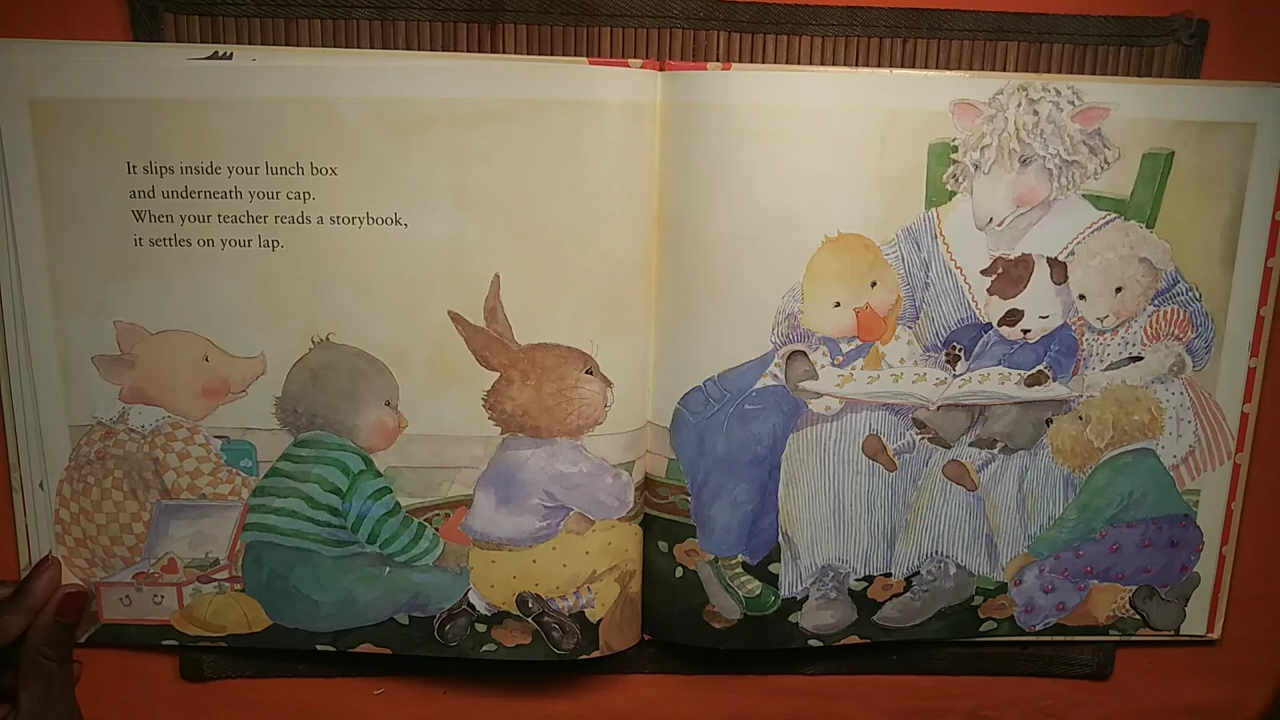 It slips inside your lunch box
and underneath your cap.
When your teacher reads a storybook,
it settles on your lap.